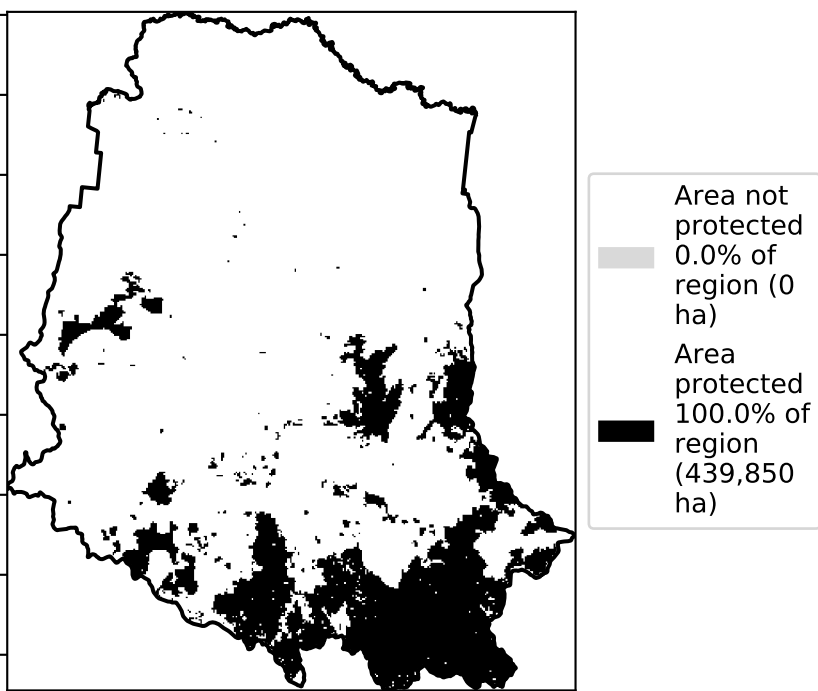 Area not
protected
0.0% of
region (0
ha)
Area
protected
100.0% of
region
(439,850
ha)